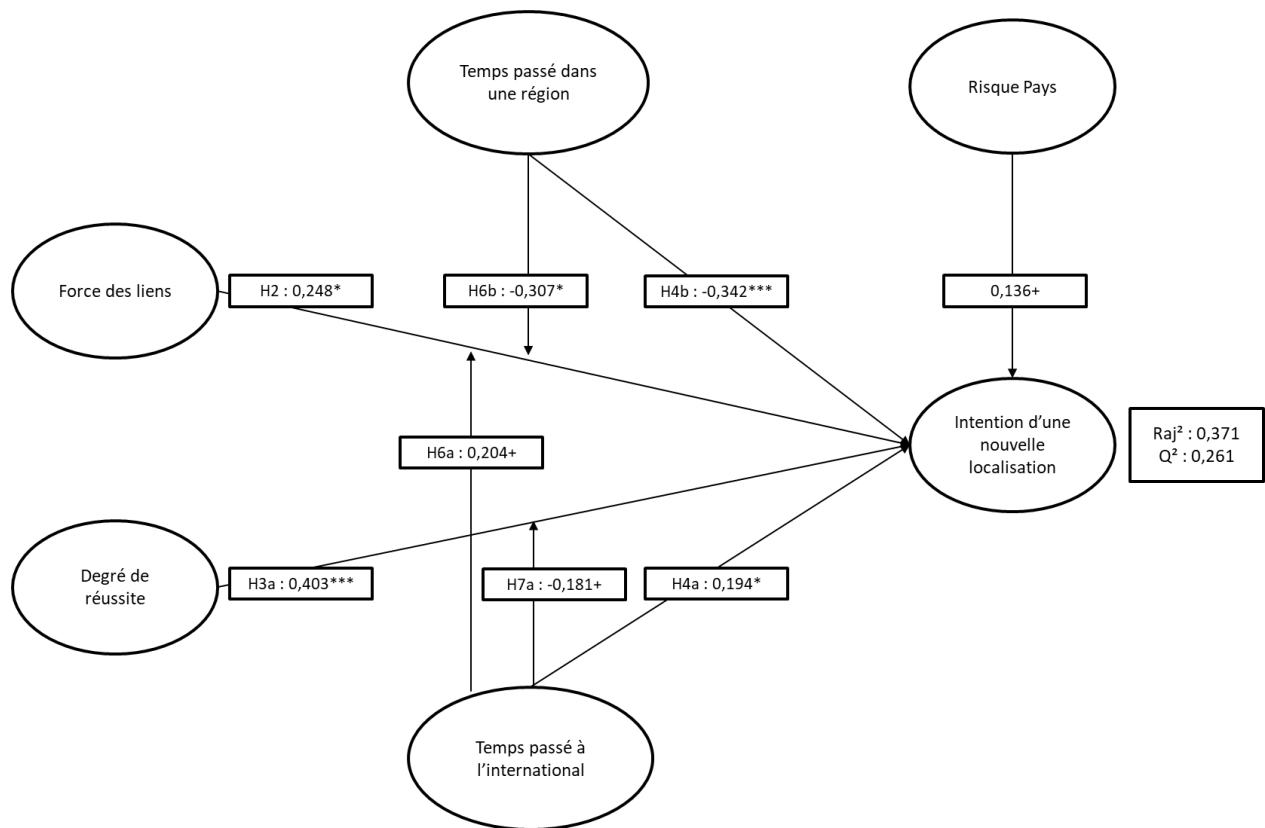 Temps passé dans
une région
Risque Pays
Force des liens
H2 : 0,248*
H6b : -0,307*
H4b : -0,342***
0,136+
Intention d’une
nouvelle
localisation
Raj² : 0,371
Q² : 0,261
H6a : 0,204+
Degré de
réussite
H3a : 0,403***
H7a : -0,181+
H4a : 0,194*
Temps passé à
l’international